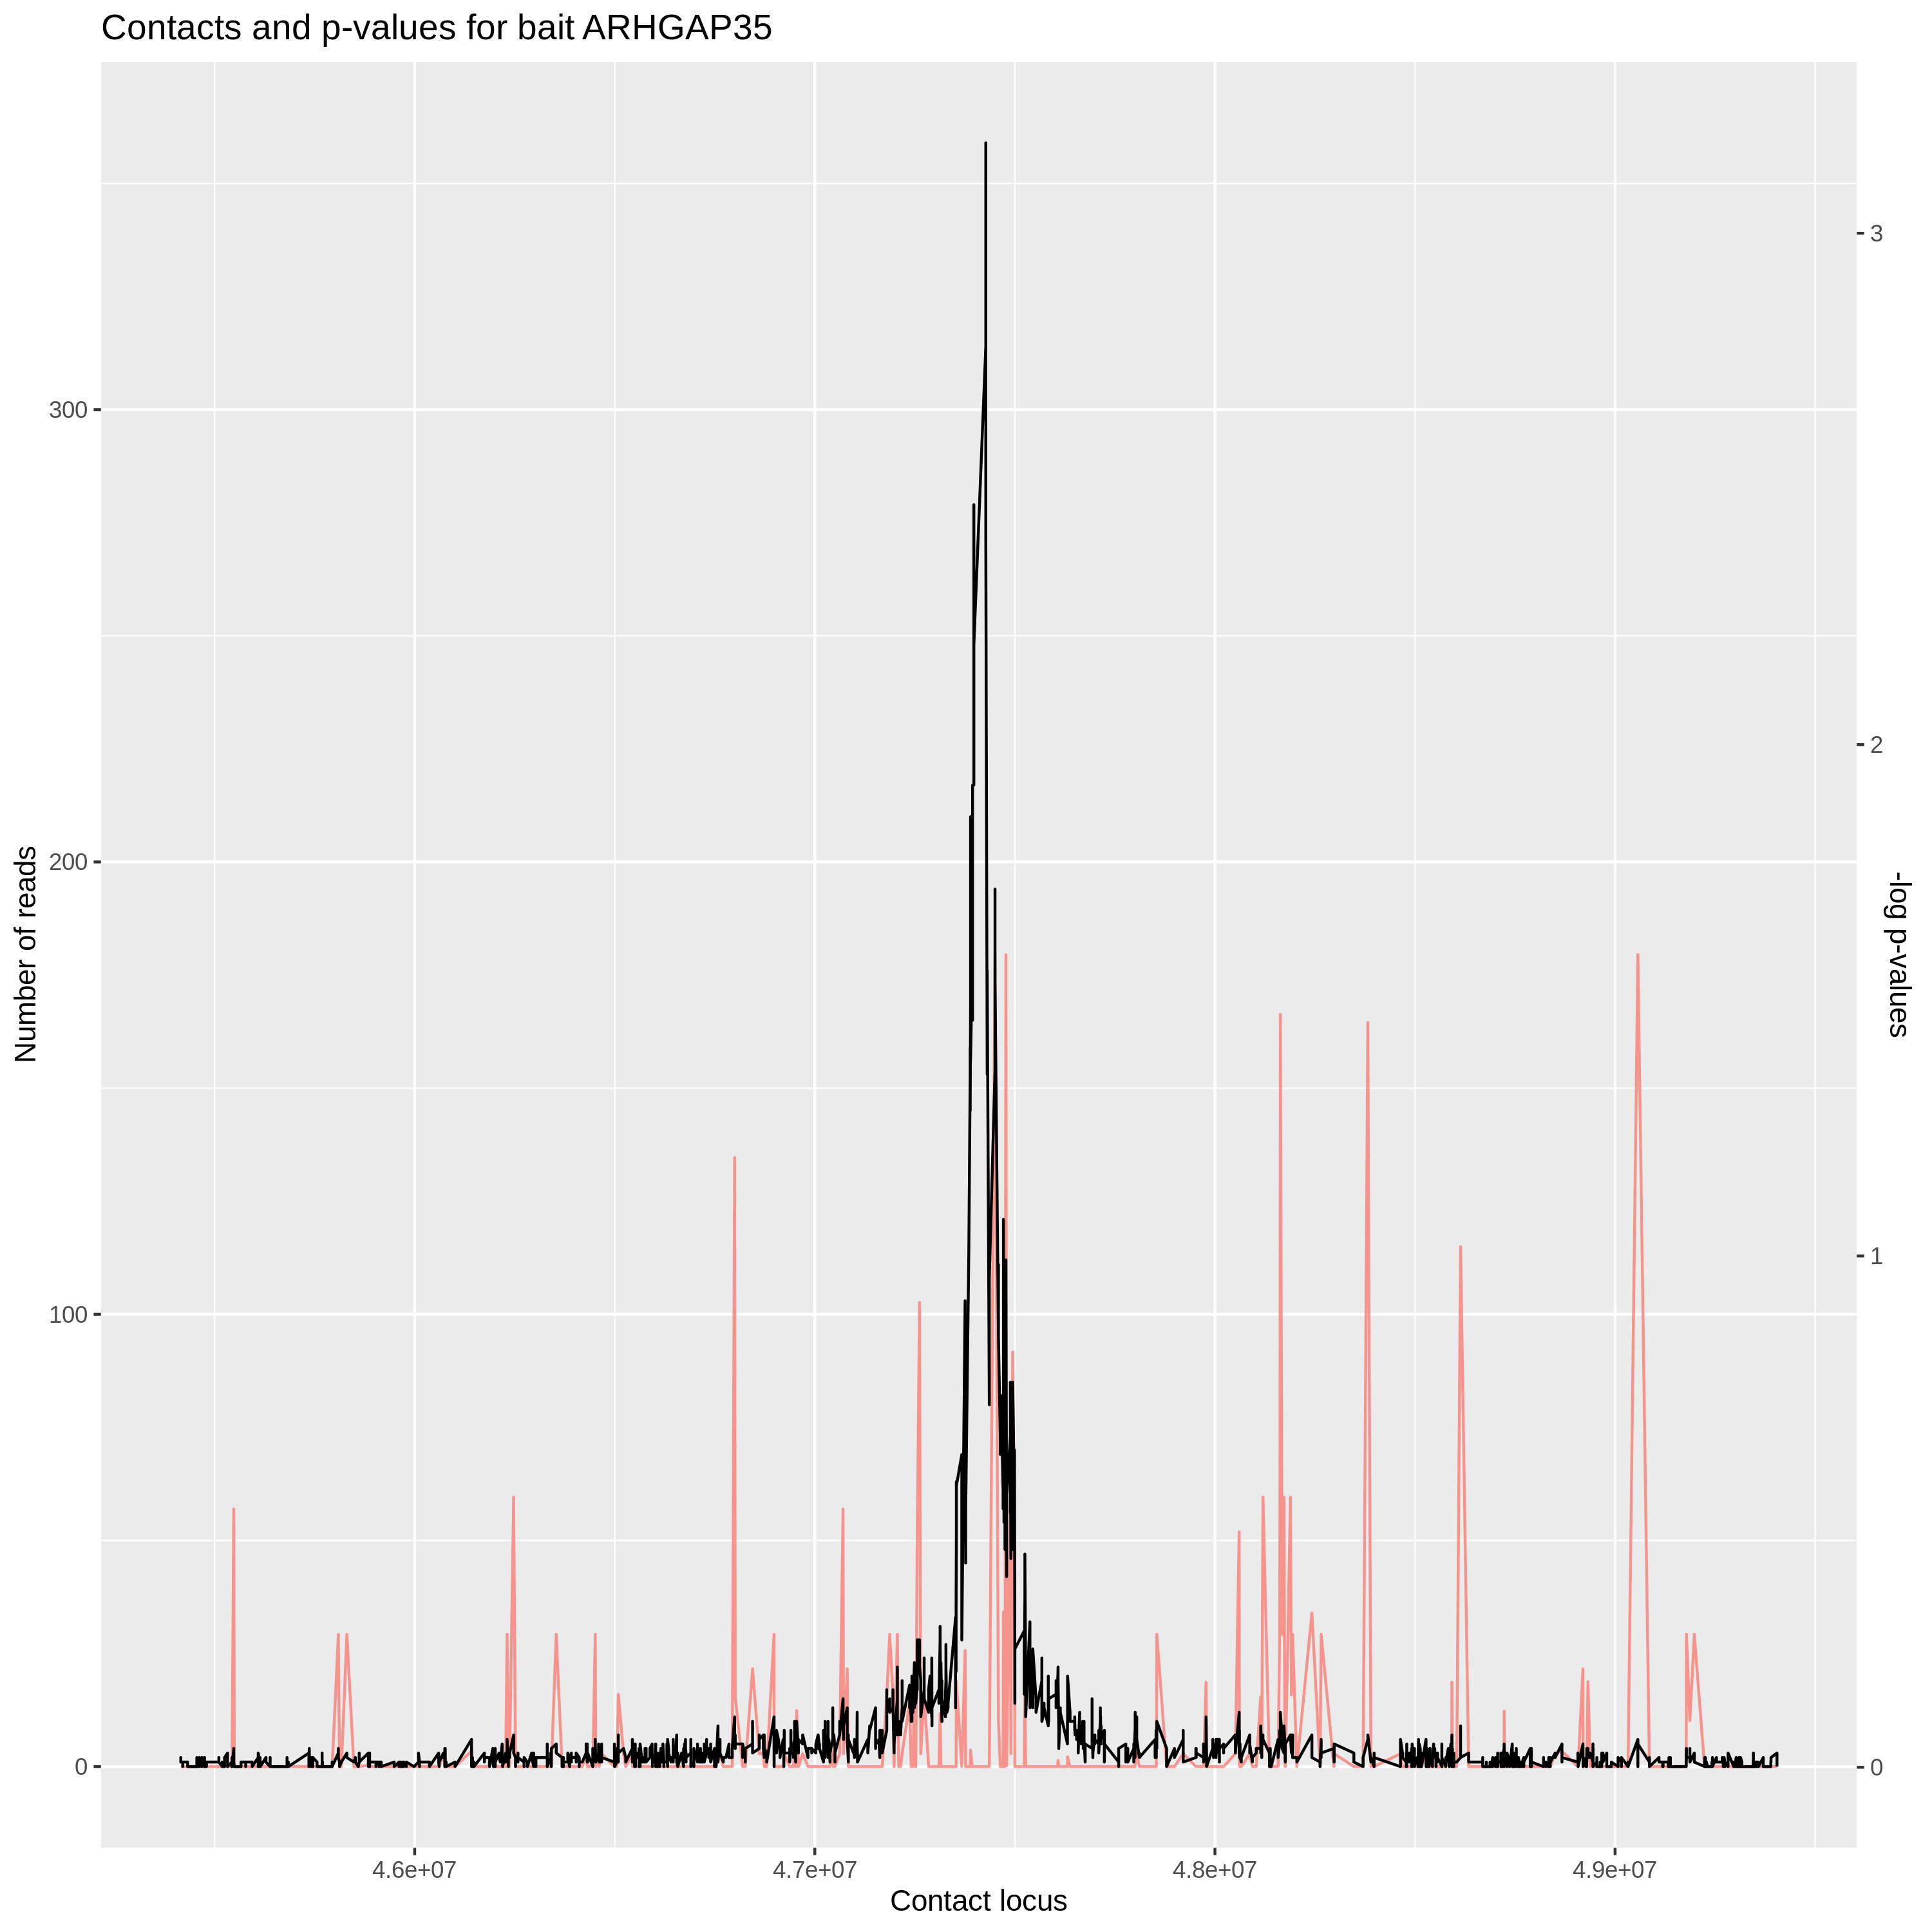 Contacts and p-values for bait ARHGAP35
Number of reads
300
200
100
0
3
2
1
0
-log p-values
4.6e+07
4.7e+07
4.8e+07
4.9e+07
Contact locus